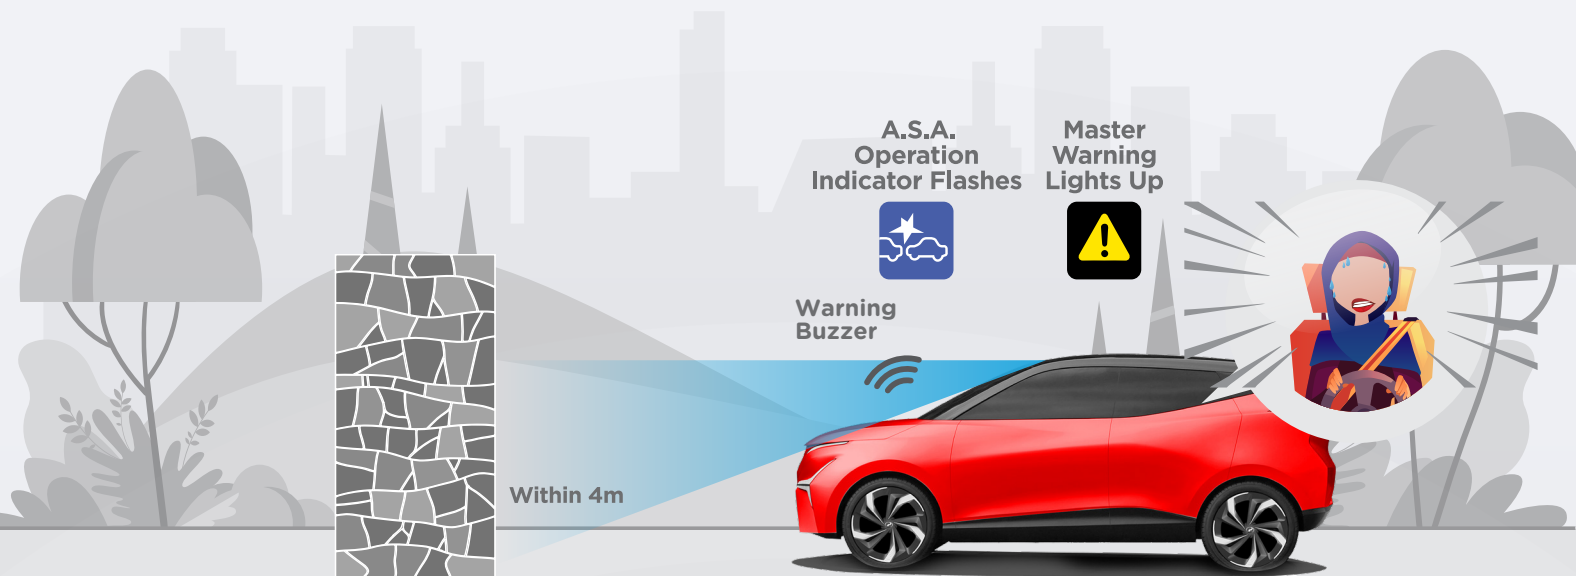 A.S.A.
Operation
Indicator Flashes
Master
Warning
Lights Up
Warning
Buzzer
Within 4m